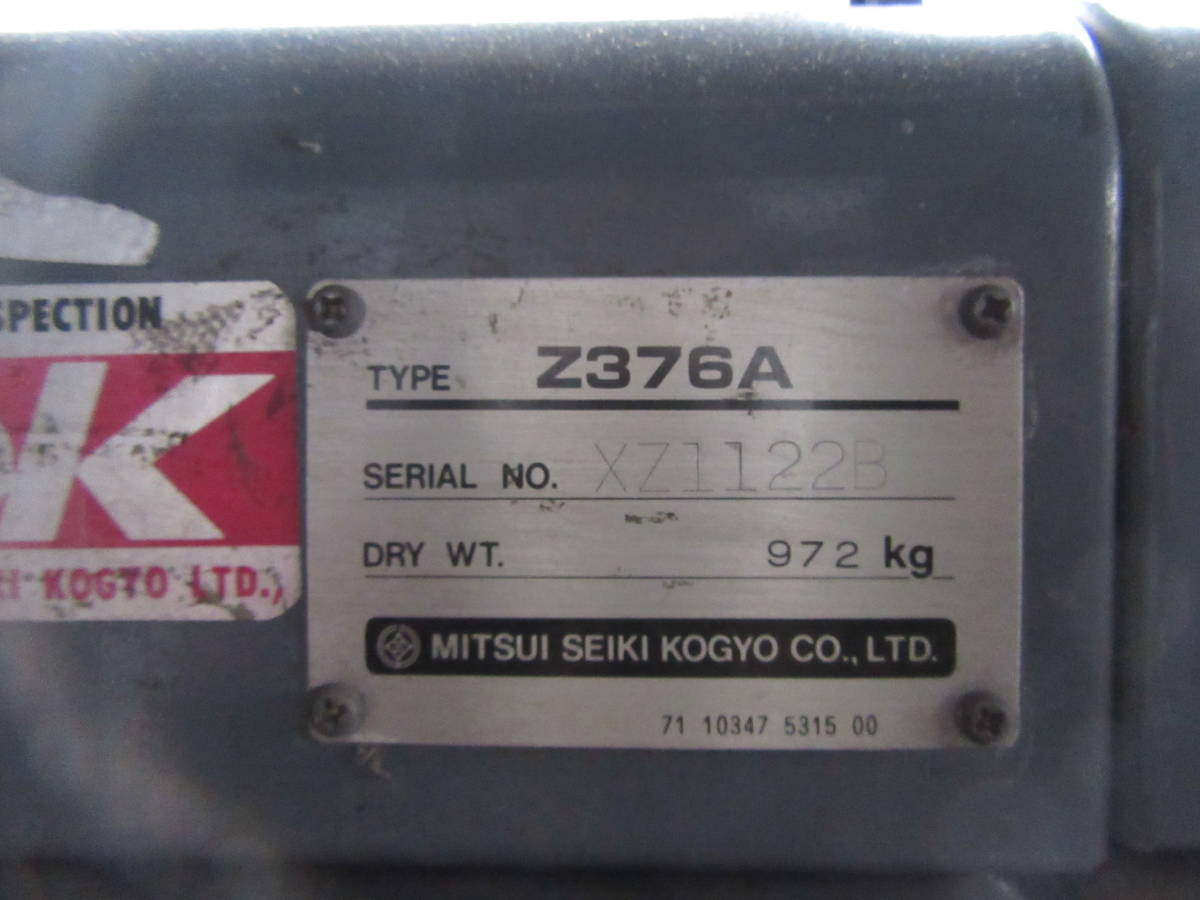 SPECTION
K
KI KOGYO LTD.,
TYPE Z376A
SERIAL NO. XZ1122B
DRY WT. 972 kg
MITSUI SEIKI KOGYO CO., LTD.
71 10347 5315 00